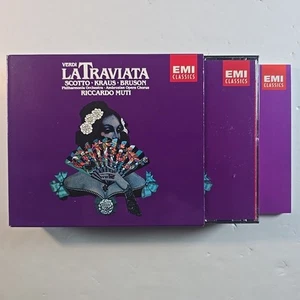 VERDI
LA TRAVIATA
SCOTTO · KRAUS · BRUSON
Philharmonia Orchestra · Ambrosian Opera Chorus
RICCARDO MUTI
EMI
CLASSICS
EMI
CLASSICS
EMI
CLASSICS